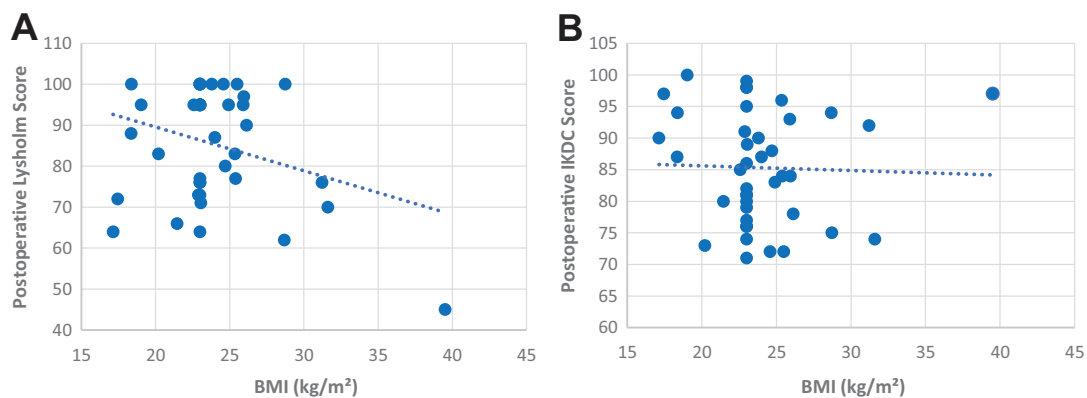 A
Postoperative Lysholm Score
110
100
90
80
70
60
50
40
15 20 25 30 35 40 45
BMI (kg/m²)
B
Postoperative IKDC Score
105
100
95
90
85
80
75
70
65
60
15 20 25 30 35 40 45
BMI (kg/m²)